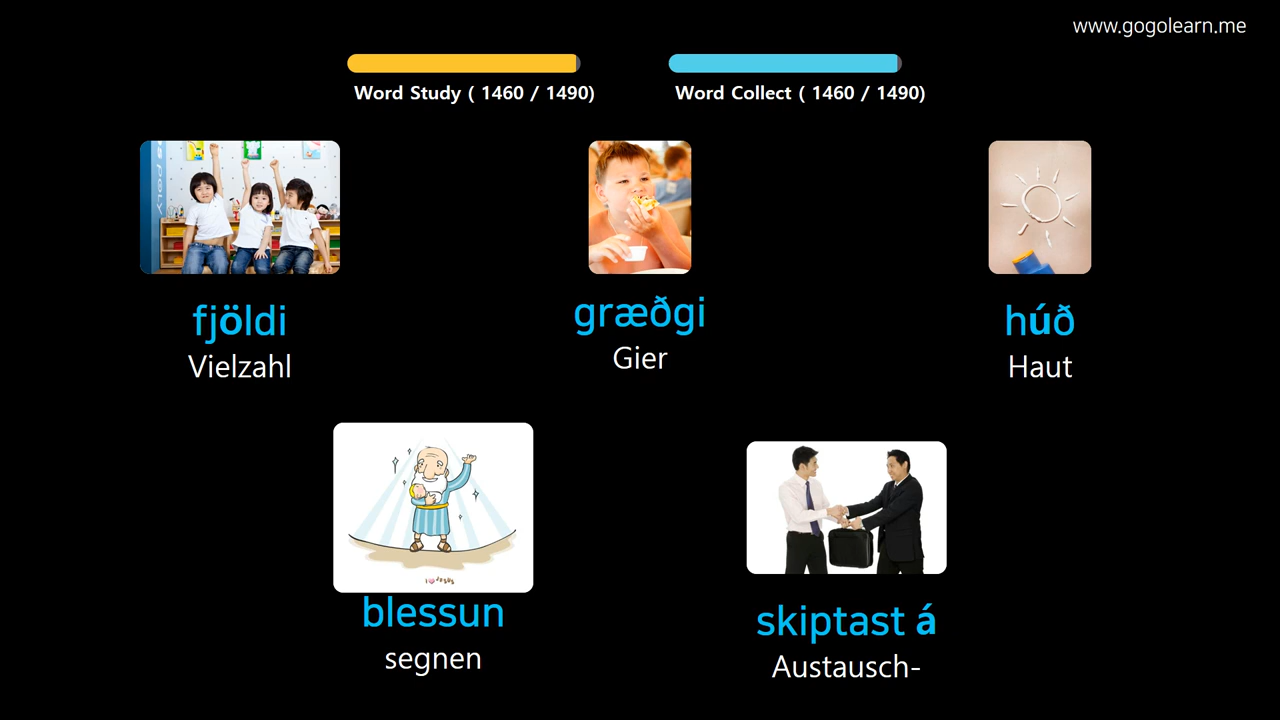 www.gogolearn.me
Word Study ( 1460 / 1490)
Word Collect ( 1460 / 1490)
fjöldi
Vielzahl
græðgi
Gier
húð
Haut
I JESUS
blessun
segnen
skiptast á
Austausch-